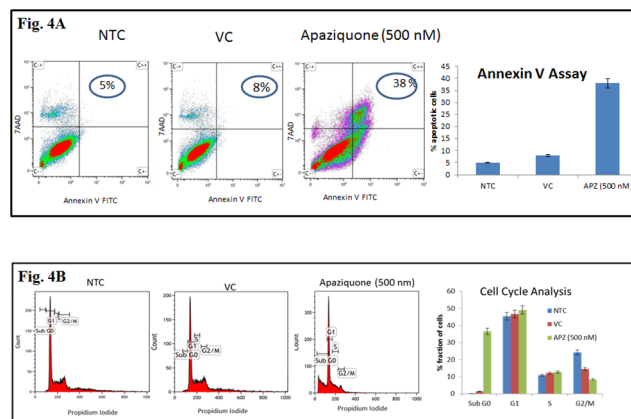 Fig. 4A
NTC
VC
Apaziquone (500 nM)
C-+
C++
5%
C--
C+-
7AAD
Annexin V FITC
C-+
C++
8%
C--
C+-
7AAD
Annexin V FITC
C-+
C++
38 %
C--
C+-
7AAD
Annexin V FITC
Annexin V Assay
% apoptotic cells
45
40
35
30
25
20
15
10
5
0
NTC
VC
APZ (500 nM)
Fig. 4B
NTC
VC
Apaziquone (500 nm)
Count
Sub G0
G1
S
G2/M
Propidium Iodide
Count
Sub G0
G1
S
G2/M
Propidium Iodide
Count
Sub G0
G1
S
G2/M
Propidium Iodide
Cell Cycle Analysis
NTC
VC
APZ (500 nM)
% fraction of cells
60
50
40
30
20
10
0
Sub G0
G1
S
G2/M